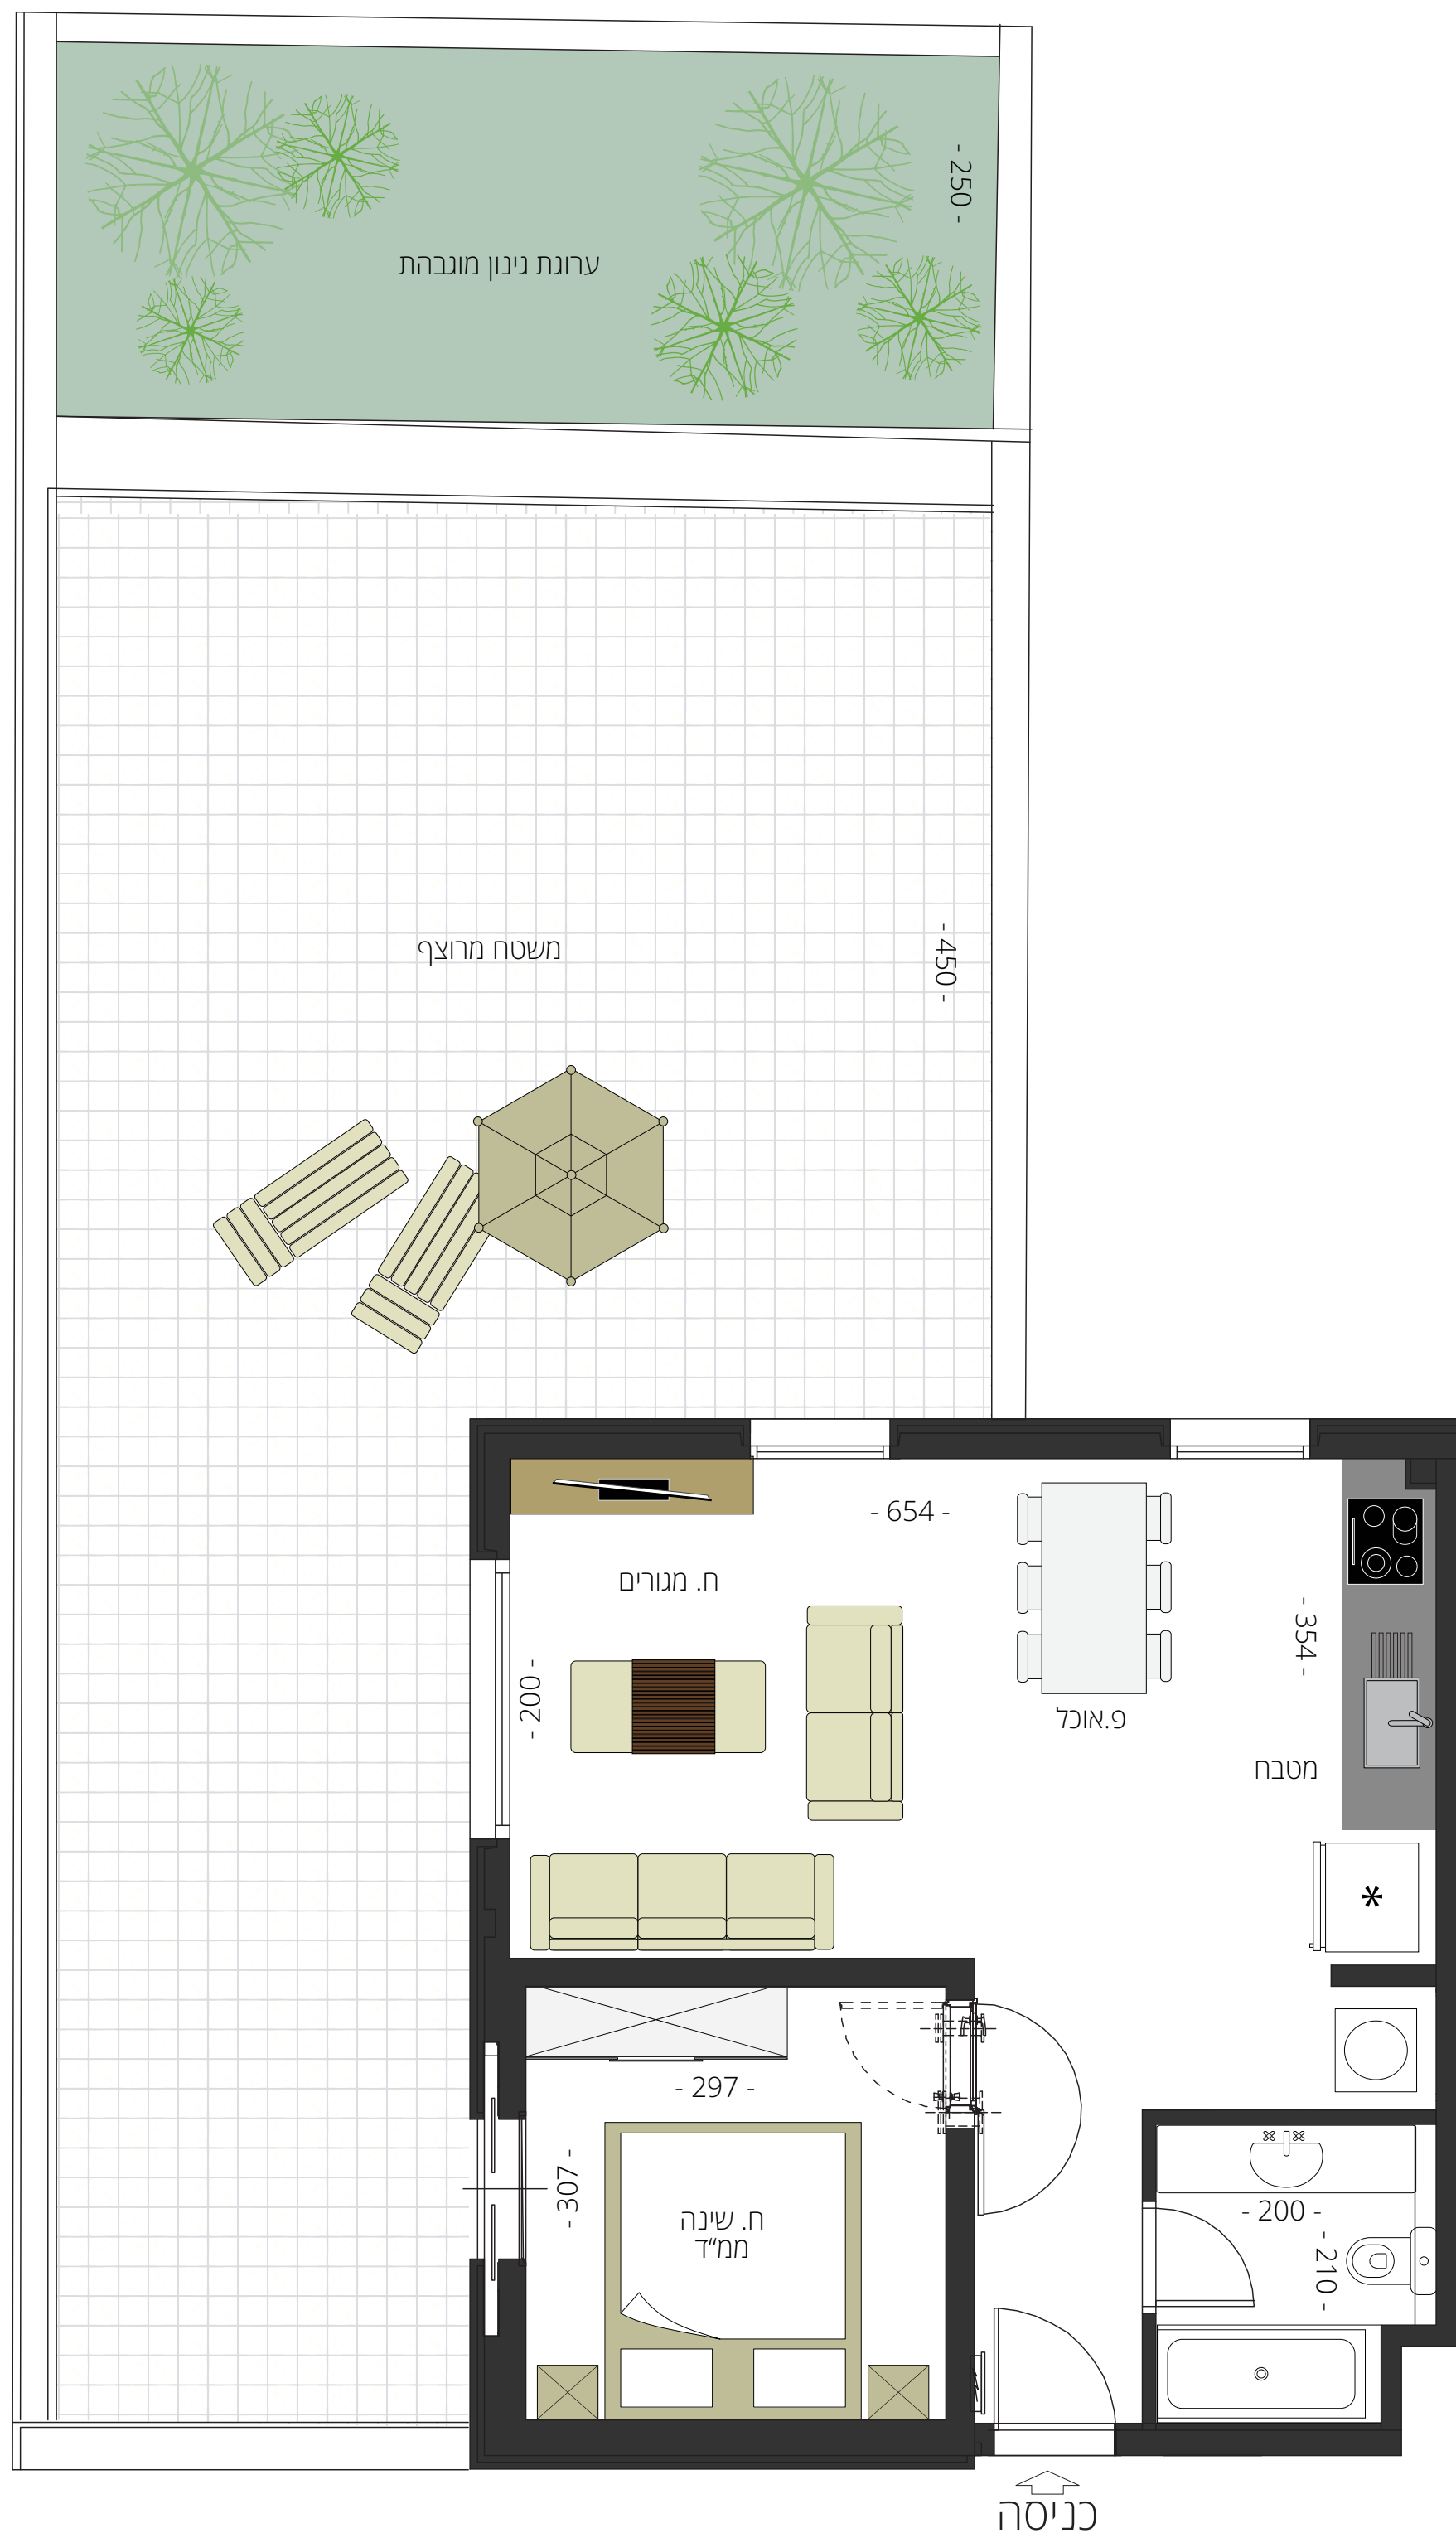 - 250 -
ערוגת גינון מוגבהת
משטח מרוצף
- 450 -
- 654 -
ח. מגורים
- 354 -
- 200 -
פ.אוכל
מטבח
*
- 297 -
- 307 -
ח. שינה
ממ"ד
- 200 -
- 210 -
כניסה